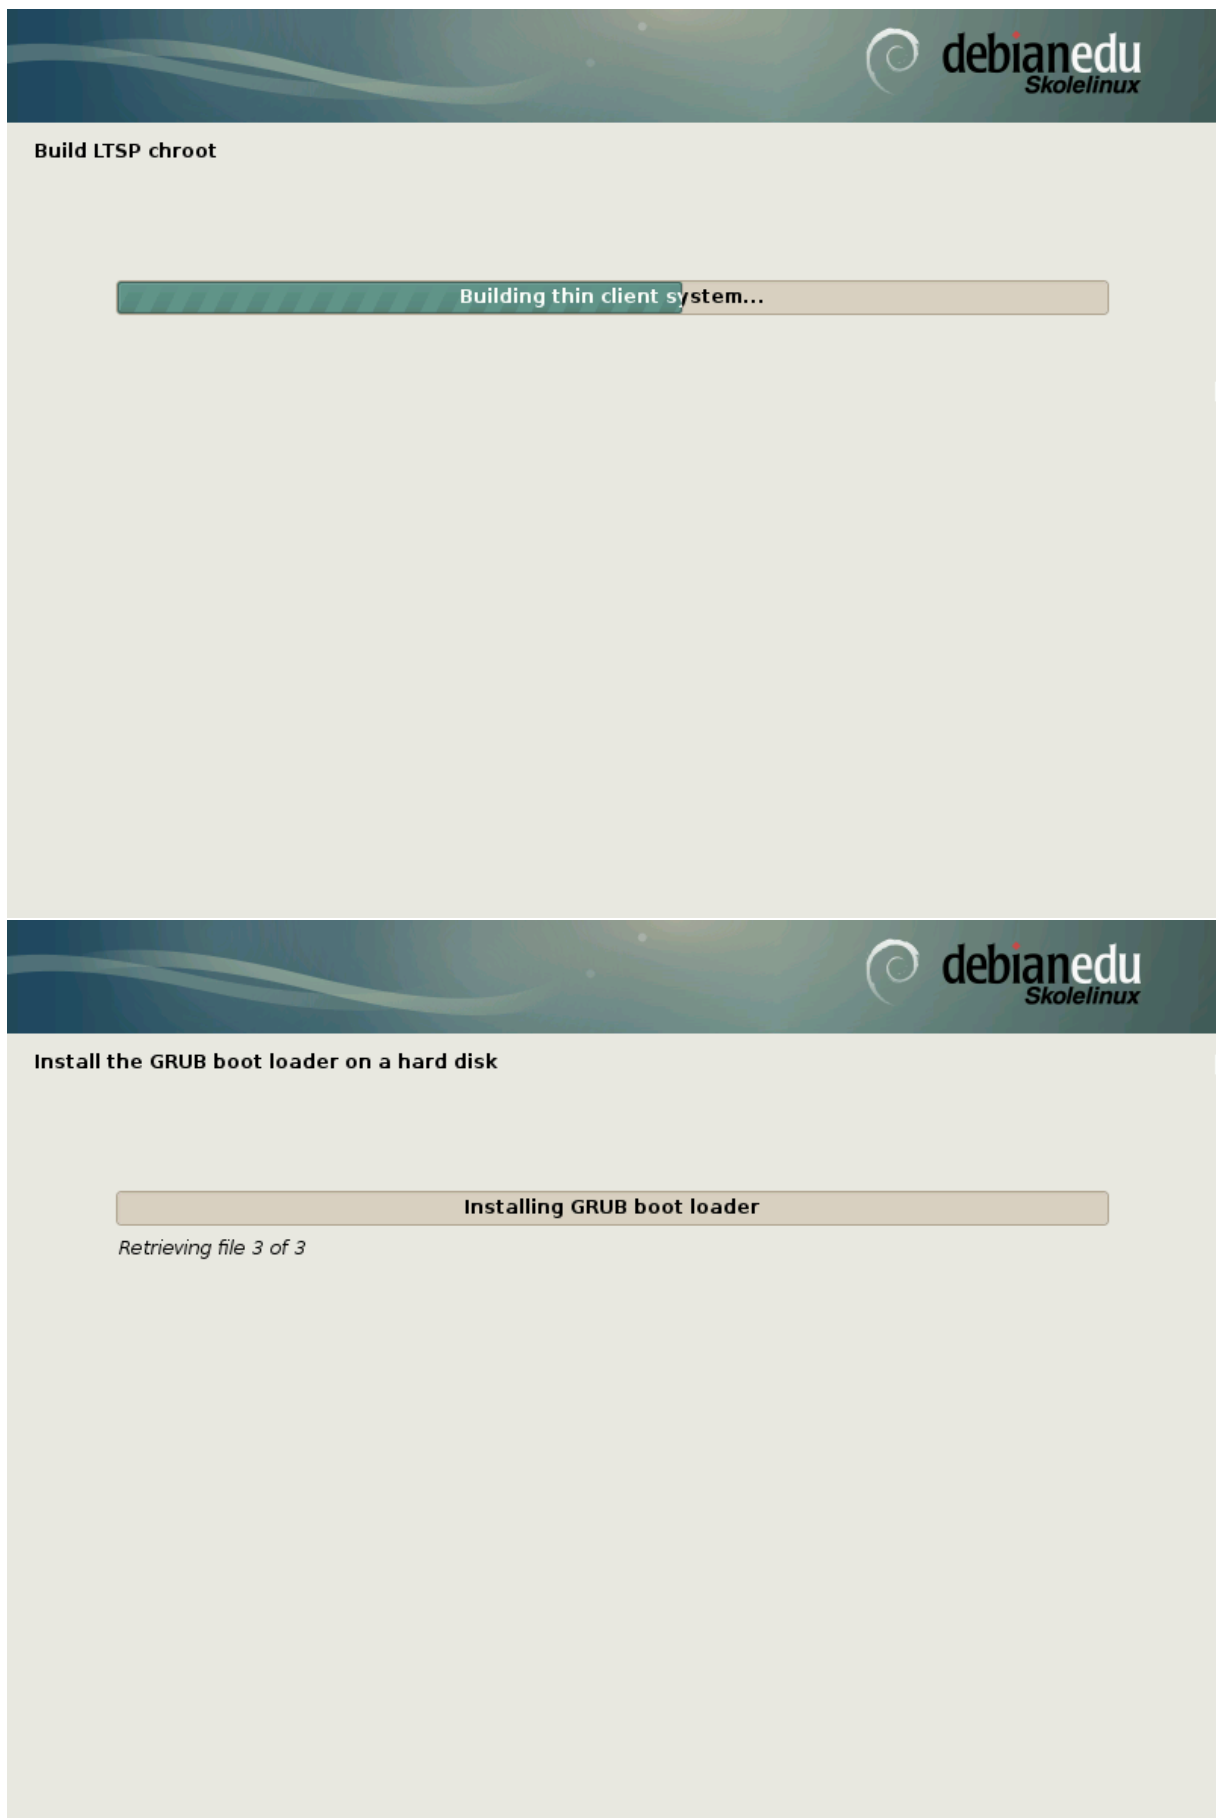 debianedu
Skolelinux
Build LTSP chroot
Building thin client system...
debianedu
Skolelinux
Install the GRUB boot loader on a hard disk
Installing GRUB boot loader
Retrieving file 3 of 3